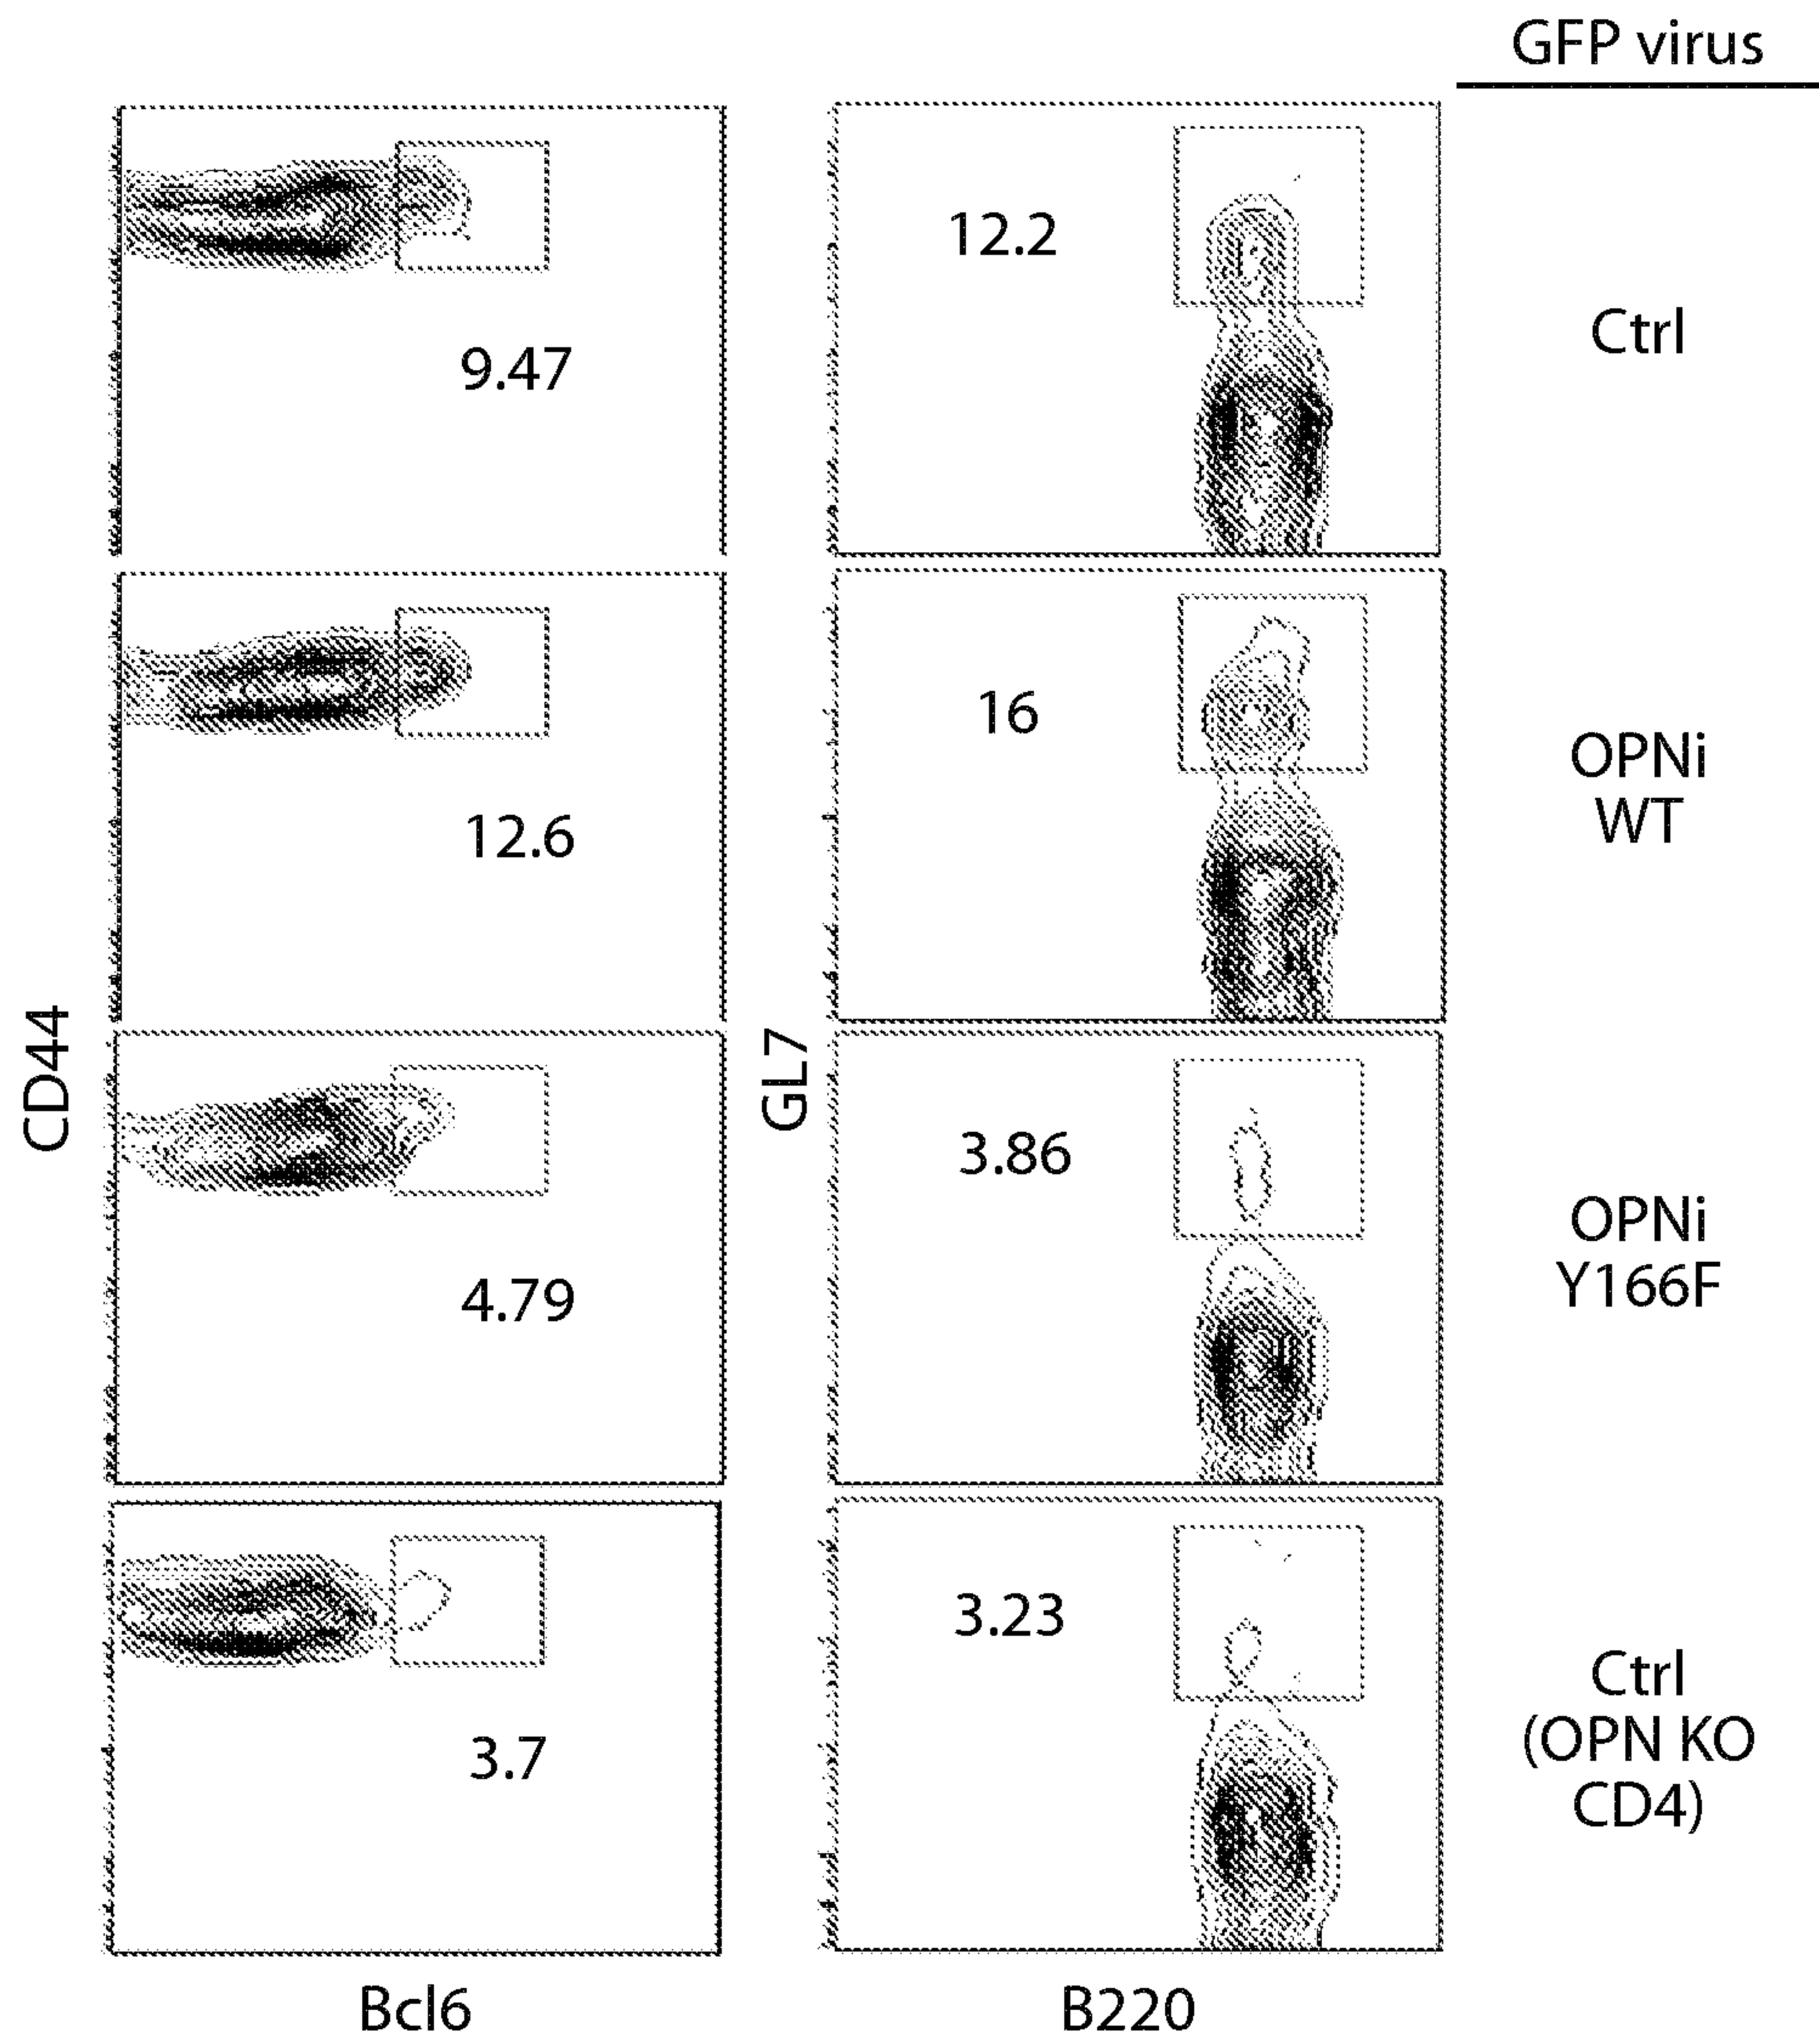 GFP virus
9.47
12.2
Ctrl
12.6
16
OPNi
WT
CD44
GL7
4.79
3.86
OPNi
Y166F
3.7
3.23
Ctrl
(OPN KO
CD4)
Bcl6
B220